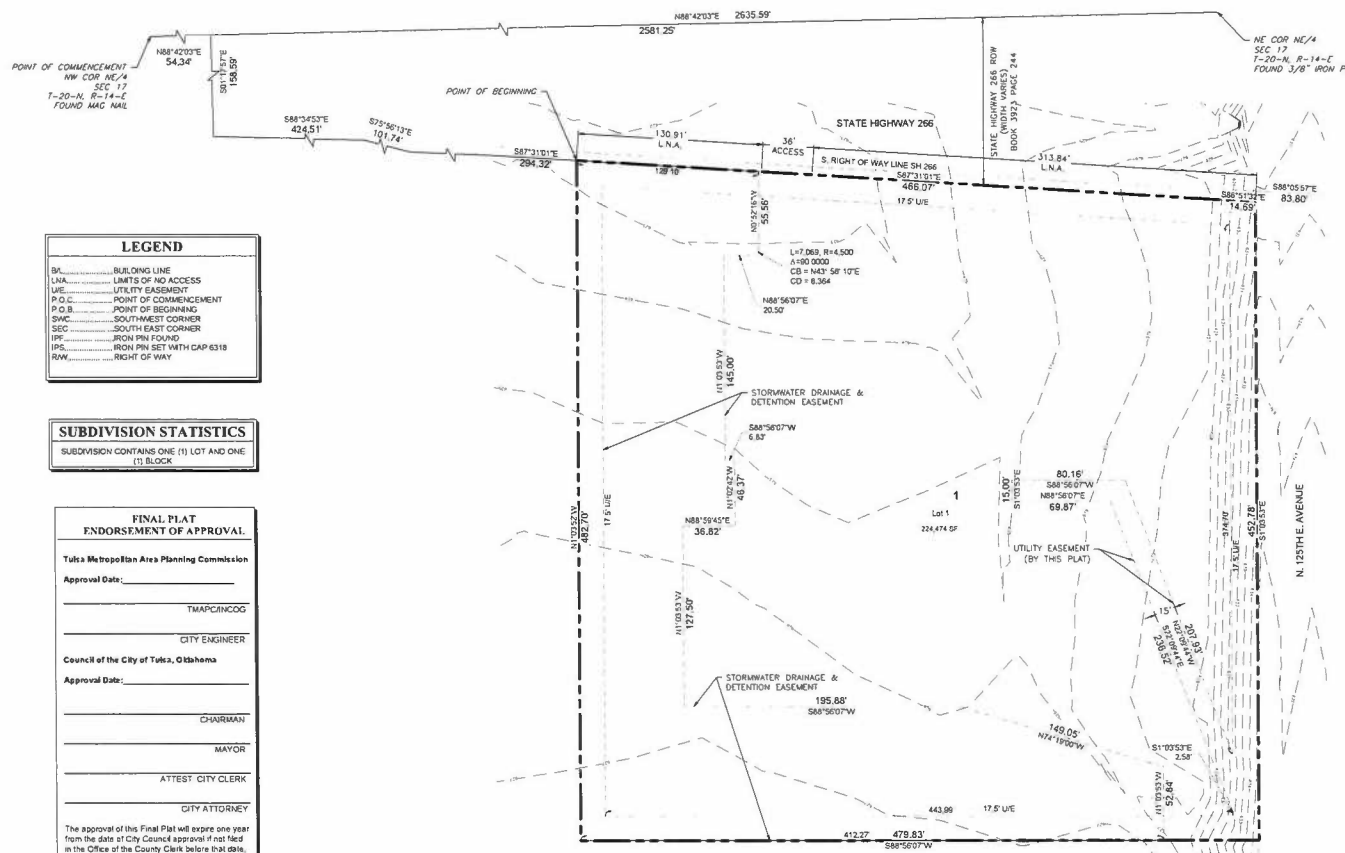 N88°42'03"E 2635.59'
2581.25'
N88°42'03"E
54.34'
S01°17'57"E
158.59'
POINT OF COMMENCEMENT
NW COR NE/4
SEC 17
T-20-N, R-14-E
FOUND MAG NAIL
NE COR NE/4
SEC 17
T-20-N, R-14-E
FOUND 3/8" IRON P
POINT OF BEGINNING
S88°34'53"E
424.51'
S75°56'13"E
101.74'
S87°31'01"E
294.32'
130.91'
L.N.A.
36'
ACCESS
STATE HIGHWAY 266
STATE HIGHWAY 266 ROW
(WIDTH VARIES)
BOOK 3923 PAGE 244
313.84'
L.N.A.
S. RIGHT OF WAY LINE SH 266
S87°31'01"E
466.07'
17.5' U/E
S88°05'57"E
83.80'
S86°51'32"E
14.69'
129.10
N0°52'16"W
55.56'
L=7.069, R=4.500
Δ=90.0000
CB = N43° 56' 10"E
CD = 6.364
N88°56'07"E
20.50'
LEGEND
B/L BUILDING LINE
LNA LIMITS OF NO ACCESS
U/E UTILITY EASEMENT
P.O.C. POINT OF COMMENCEMENT
P.O.B. POINT OF BEGINNING
SWC SOUTHWEST CORNER
SEC SOUTH EAST CORNER
IPF IRON PIN FOUND
IPS IRON PIN SET WITH CAP 6318
R/W RIGHT OF WAY
N1°03'53"W
145.00'
STORMWATER DRAINAGE &
DETENTION EASEMENT
S88°56'07"W
6.83'
SUBDIVISION STATISTICS
SUBDIVISION CONTAINS ONE (1) LOT AND ONE
(1) BLOCK
N1°02'42"W
46.37'
N88°59'45"E
36.82'
N1°03'52"W
482.70'
17.5' U/E
1
Lot 1
224,474 SF
15.00'
S1°03'53"E
80.16'
S88°56'07"W
N88°56'07"E
69.87'
UTILITY EASEMENT
(BY THIS PLAT)
374.70'
17.5' U/E
452.78'
S1°03'53"E
N. 125TH E. AVENUE
15'
207.93'
N22°09'44"W
236.52'
FINAL PLAT
ENDORSEMENT OF APPROVAL
Tulsa Metropolitan Area Planning Commission
Approval Date:
TMAPC/INCOG
CITY ENGINEER
Council of the City of Tulsa, Oklahoma
Approval Date:
CHAIRMAN
MAYOR
ATTEST CITY CLERK
CITY ATTORNEY
The approval of this Final Plat will expire one year
from the date of City Council approval if not filed
in the Office of the County Clerk before that date.
N1°03'53"W
127.50'
STORMWATER DRAINAGE &
DETENTION EASEMENT
195.88'
S88°56'07"W
149.05'
N74°19'00"W
S1°03'53"E
2.58'
N1°03'53"W
52.84'
443.99 17.5' U/E
412.27 479.83'
S88°56'07"W